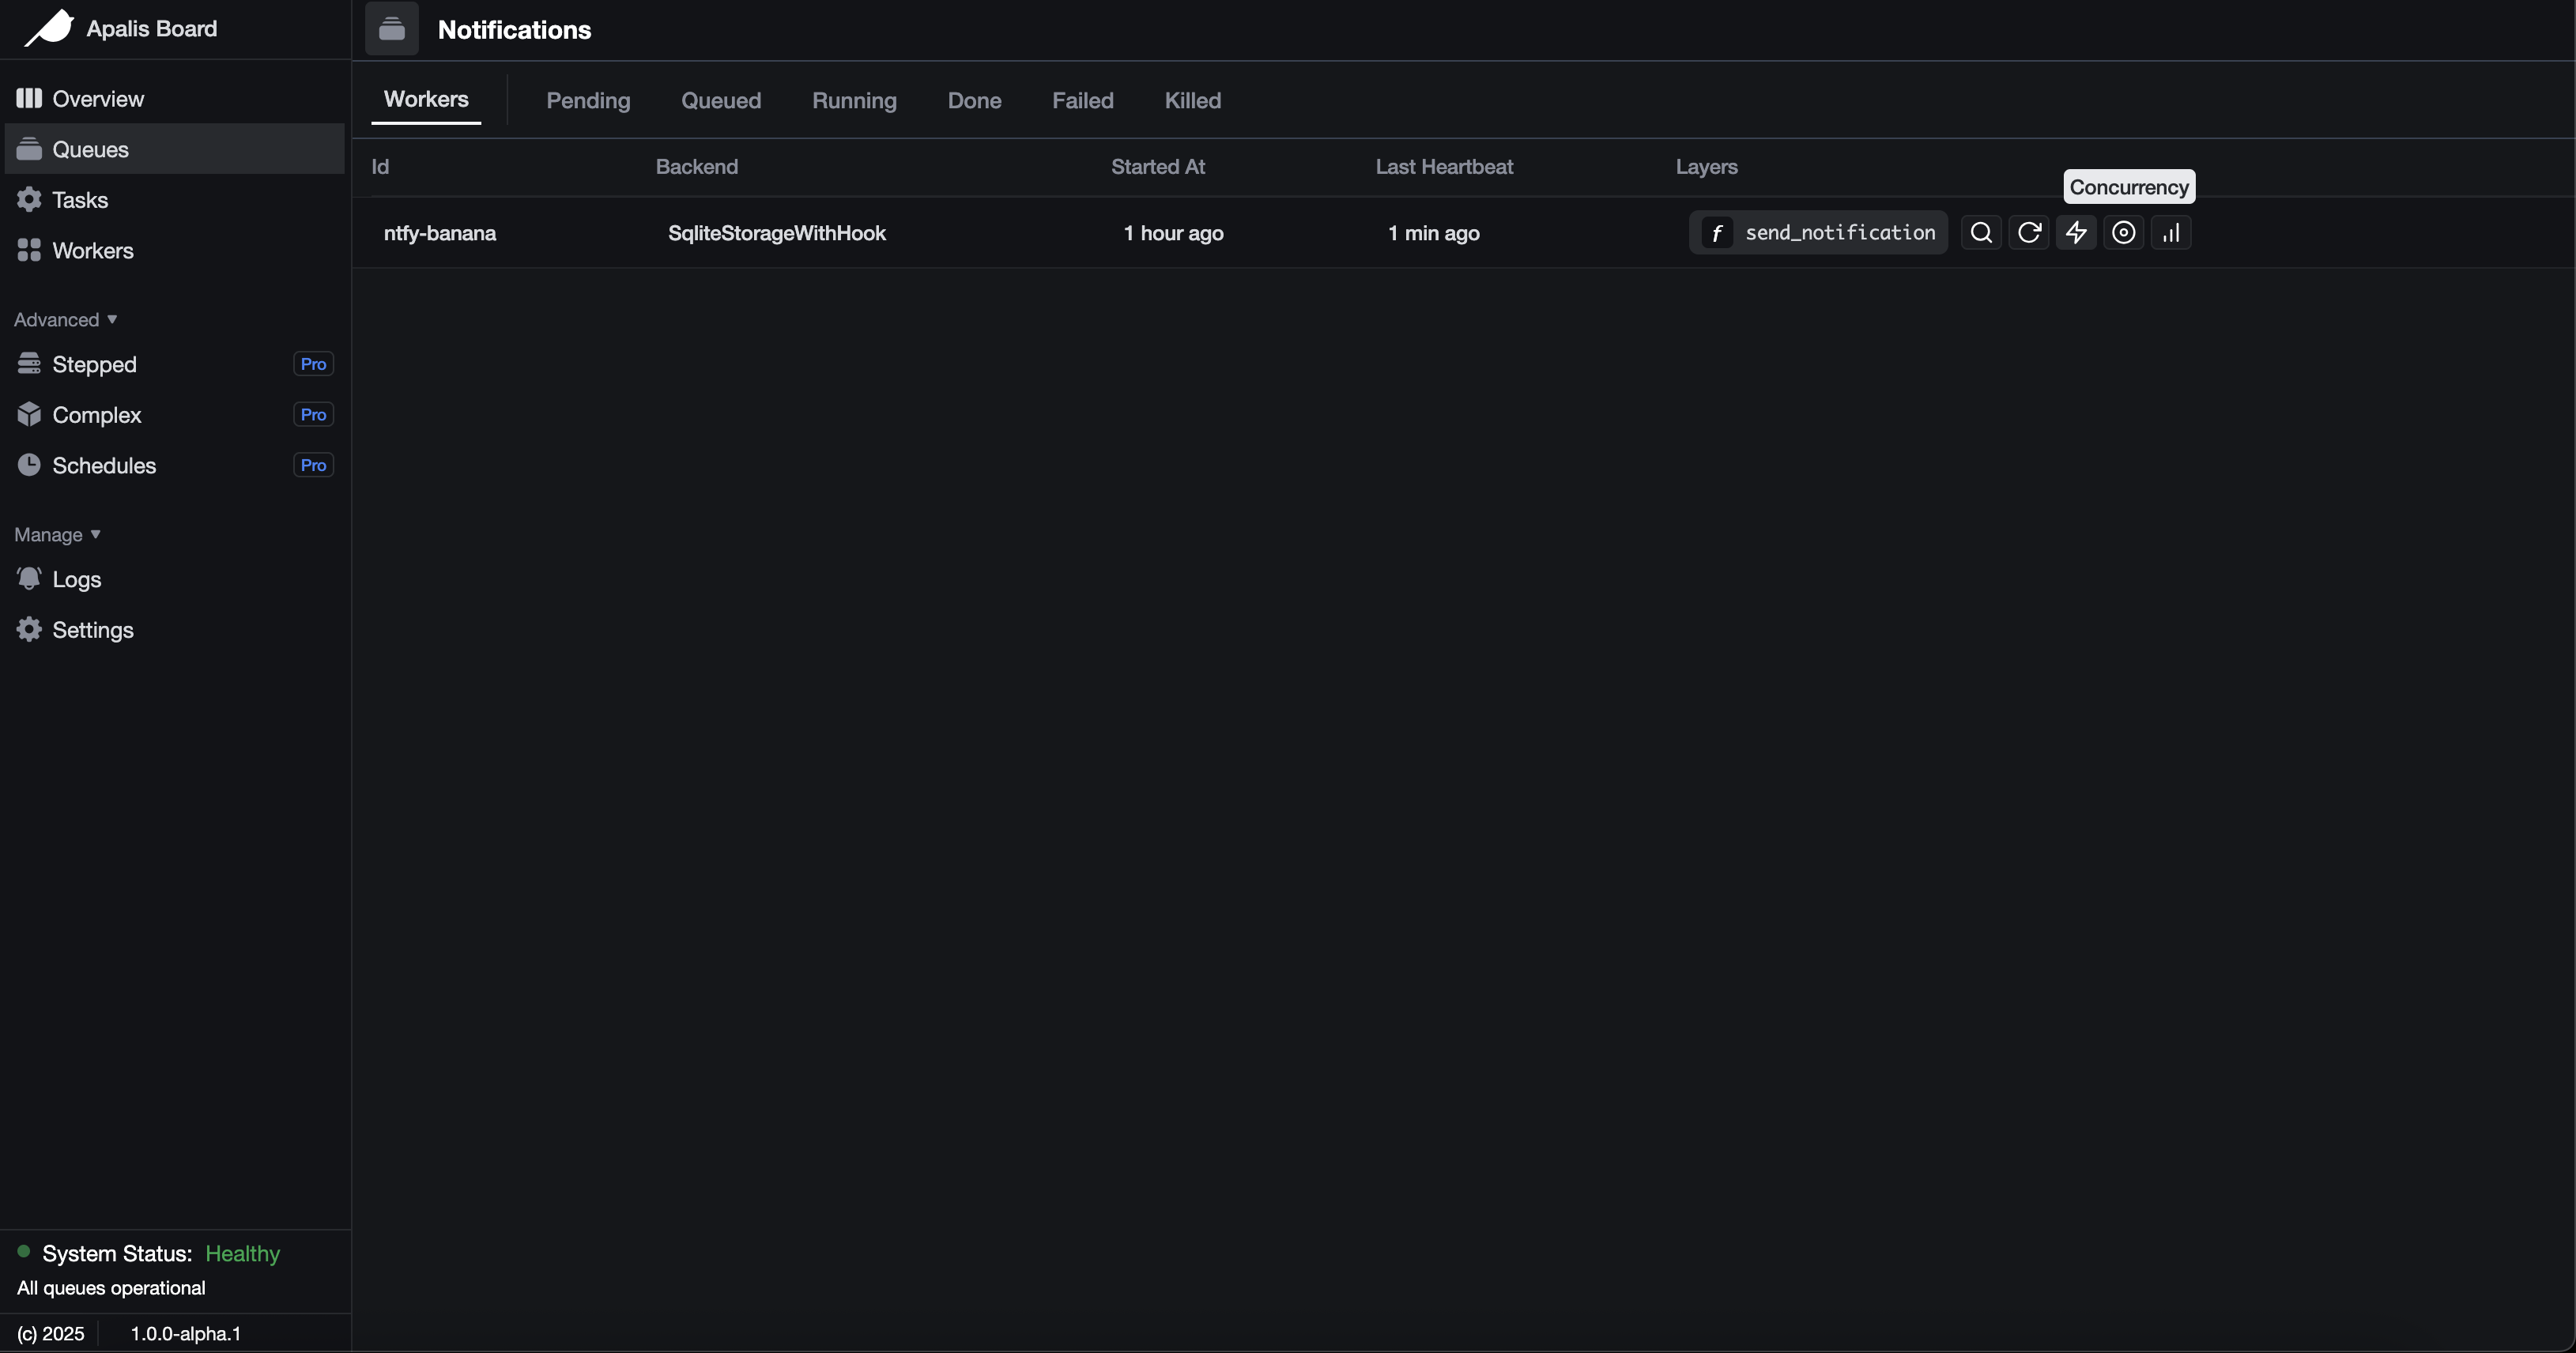 Apalis Board
Notifications
Overview
Queues
Tasks
Workers
Advanced ▼
Stepped Pro
Complex Pro
Schedules Pro
Manage ▼
Logs
Settings
System Status: Healthy
All queues operational
(c) 2025 1.0.0-alpha.1
Workers Pending Queued Running Done Failed Killed
Id Backend Started At Last Heartbeat Layers
Concurrency
ntfy-banana SqliteStorageWithHook 1 hour ago 1 min ago f send_notification